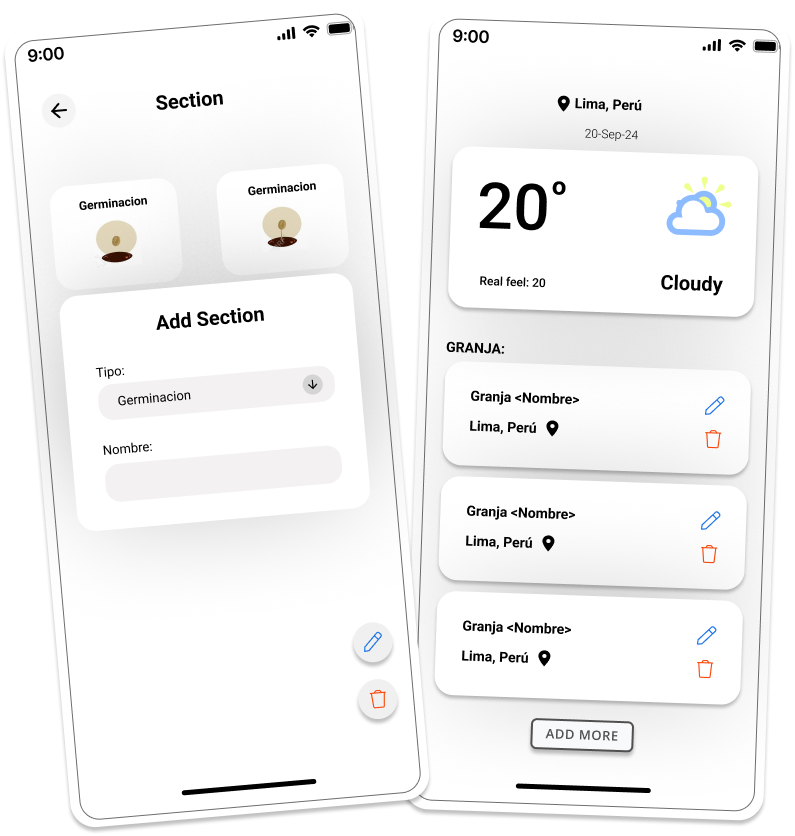 9:00
Section
Germinacion
Germinacion
Add Section
Tipo:
Germinacion
Nombre:
9:00
Lima, Perú
20-Sep-24
20°
Real feel: 20
Cloudy
GRANJA:
Granja <Nombre>
Lima, Perú
Granja <Nombre>
Lima, Perú
Granja <Nombre>
Lima, Perú
ADD MORE